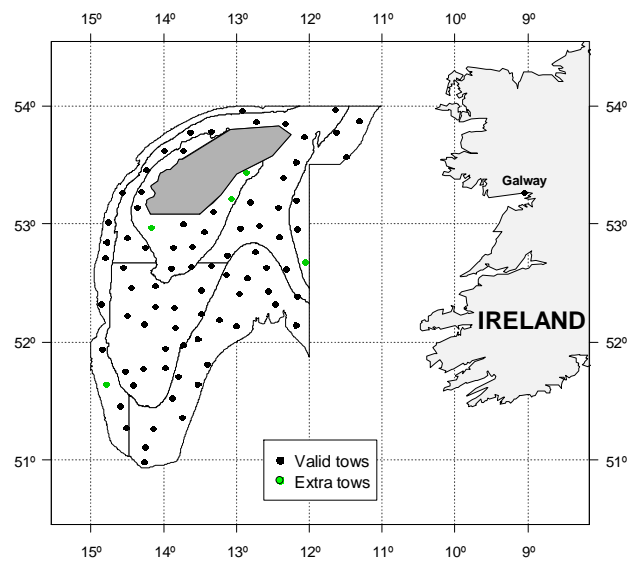 15º 14º 13º 12º 11º 10º 9º
54º 54º
Galway
53º 53º
IRELAND
52º 52º
Valid tows
Extra tows
51º 51º
15º 14º 13º 12º 11º 10º 9º